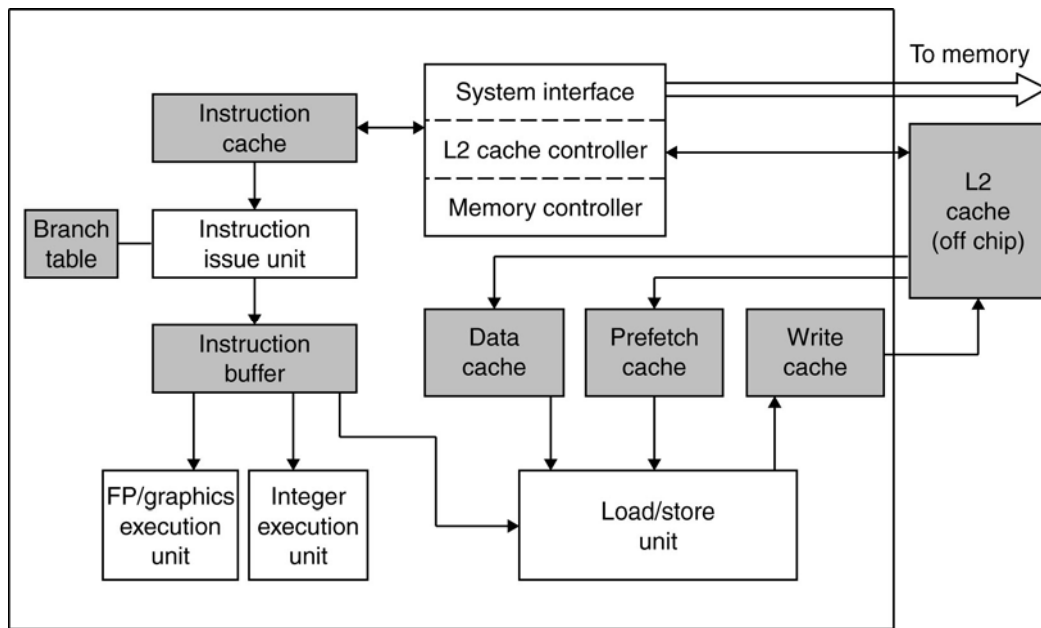 To memory
System interface
L2 cache controller
Memory controller
Instruction
cache
L2
cache
(off chip)
Branch
table
Instruction
issue unit
Instruction
buffer
Data
cache
Prefetch
cache
Write
cache
FP/graphics
execution
unit
Integer
execution
unit
Load/store
unit